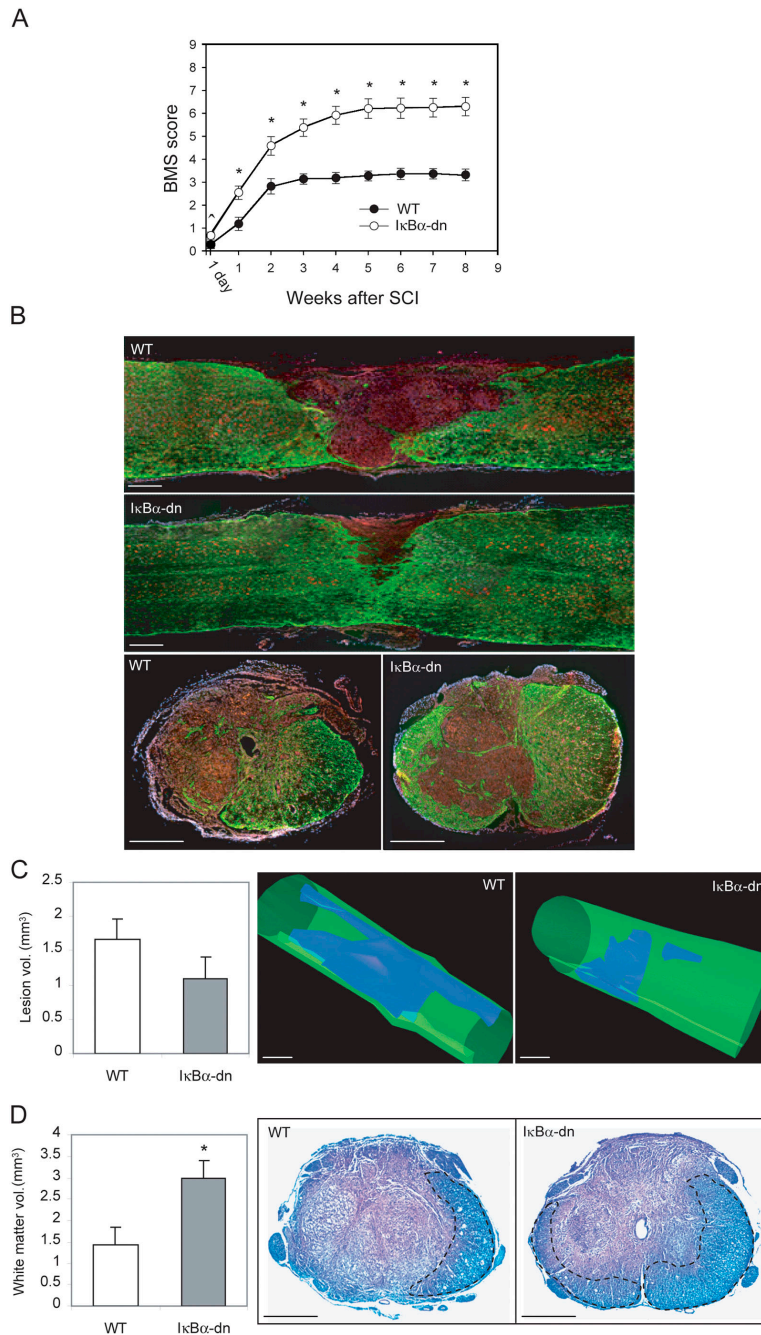 A
BMS score
9
8
7
6
5
4
3
2
1
0
^ * * * * * * * *
WT
IκBα-dn
1 day 1 2 3 4 5 6 7 8 9
Weeks after SCI
B
WT
IκBα-dn
WT
IκBα-dn
C
Lesion vol. (mm³)
2.5
2
1.5
1
0.5
0
WT IκBα-dn
WT
IκBα-dn
D
White matter vol.(mm³)
4
3.5
3
2.5
2
1.5
1
0.5
0
*
WT IκBα-dn
WT
IκBα-dn